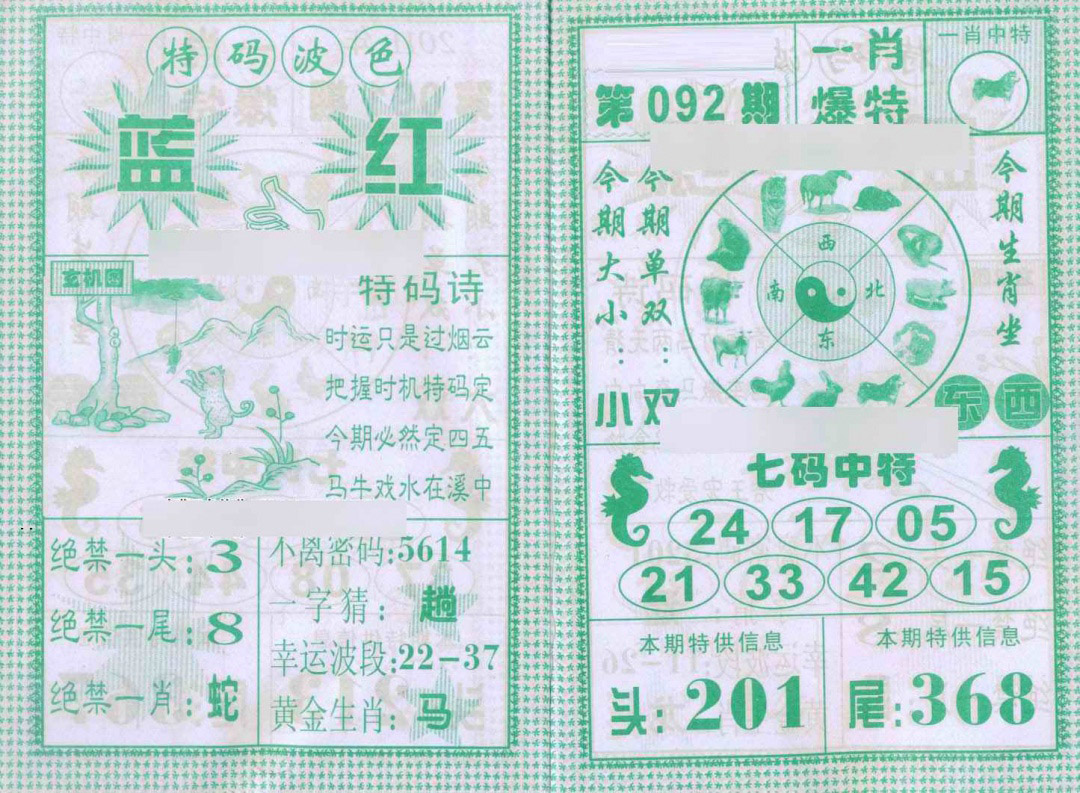 特码波色
蓝 红
玄机图
特码诗
时运只是过烟云
把握时机特码定
今期必然定四五
马牛戏水在溪中
绝禁一头:3
绝禁一尾:8
绝禁一肖:蛇
不离密码:5614
一字猜:趟
幸运波段:22-37
黄金生肖:马
第092期
一肖
爆特
一肖中特
今期大小:小
今期单双:双
西
南 北
东
今期生肖坐
东西
七码中特
24 17 05
21 33 42 15
本期特供信息
头:201
本期特供信息
尾:368